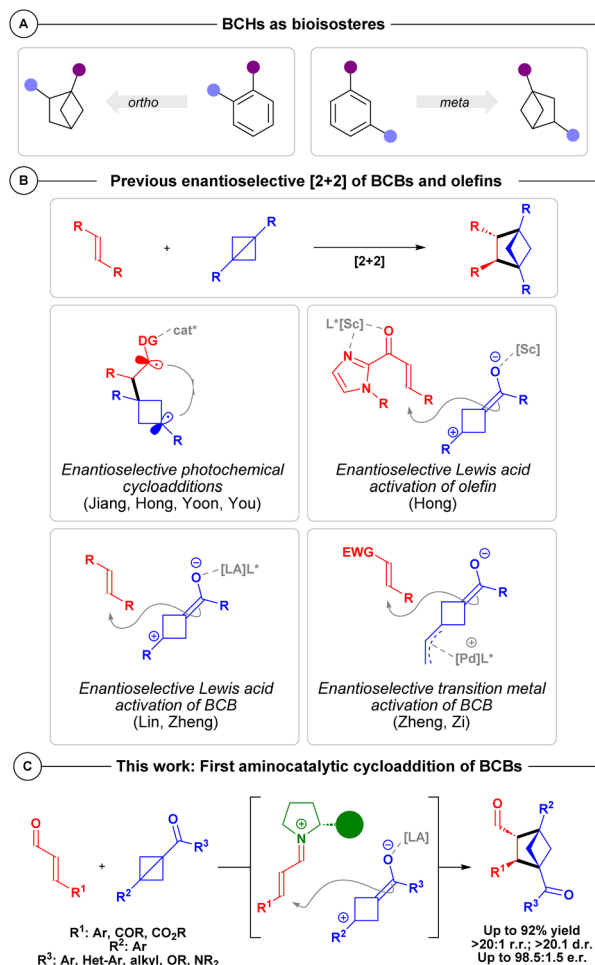 A
BCHs as bioisosteres
ortho
meta
B
Previous enantioselective [2+2] of BCBs and olefins
R
R
+
R
R
[2+2]
R
R
R
R
DG
cat*
R
R
Enantioselective photochemical
cycloadditions
(Jiang, Hong, Yoon, You)
L*[Sc]
O
N
N
R
R
⊖
O
[Sc]
R
⊕
R
Enantioselective Lewis acid
activation of olefin
(Hong)
R
R
⊖
O
[LA]L*
R
⊕
R
Enantioselective Lewis acid
activation of BCB
(Lin, Zheng)
EWG
R
⊖
O
R
⊕
[Pd]L*
Enantioselective transition metal
activation of BCB
(Zheng, Zi)
C
This work: First aminocatalytic cycloaddition of BCBs
O
R1
+
O
R3
R2
⊕
N
R1
⊖
O
[LA]
R3
⊕
R2
O
R2
R1
R3
O
R1: Ar, COR, CO2R
R2: Ar
R3: Ar, Het-Ar, alkyl, OR, NR2
Up to 92% yield
>20:1 r.r.; >20.1 d.r.
Up to 98.5:1.5 e.r.